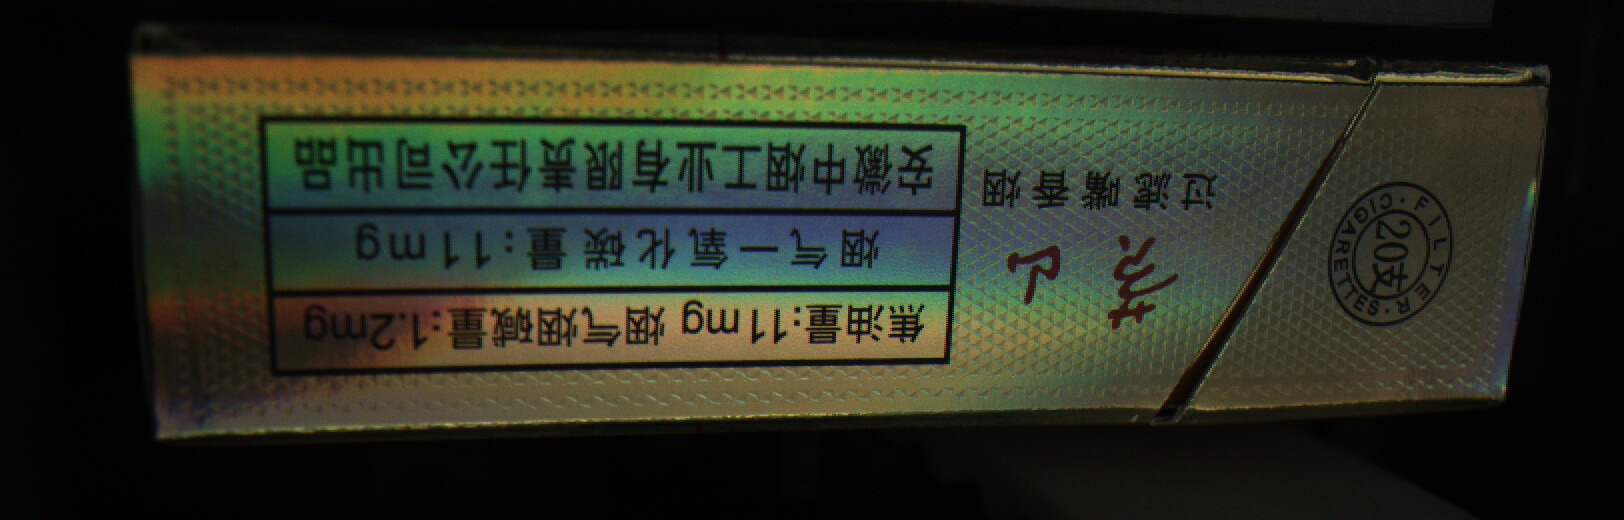 FILTER · CIGARETTES ·
20支
黄山
过滤嘴香烟
焦油量:11mg 烟气烟碱量:1.2mg
烟气一氧化碳量:11mg
安徽中烟工业有限责任公司出品